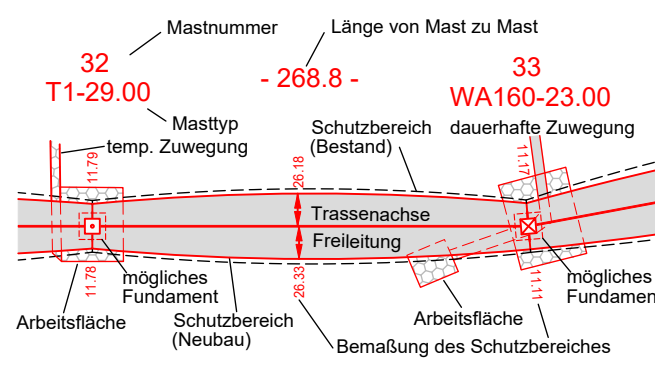 Mastnummer
Länge von Mast zu Mast
32
T1-29.00
- 268.8 -
33
WA160-23.00
Masttyp
temp. Zuwegung
Schutzbereich
(Bestand)
dauerhafte Zuwegung
11.79
26.18
11.17
Trassenachse
Freileitung
11.78
26.33
11.11
mögliches
Fundament
mögliches
Fundamen
Arbeitsfläche
Schutzbereich
(Neubau)
Arbeitsfläche
Bemaßung des Schutzbereiches